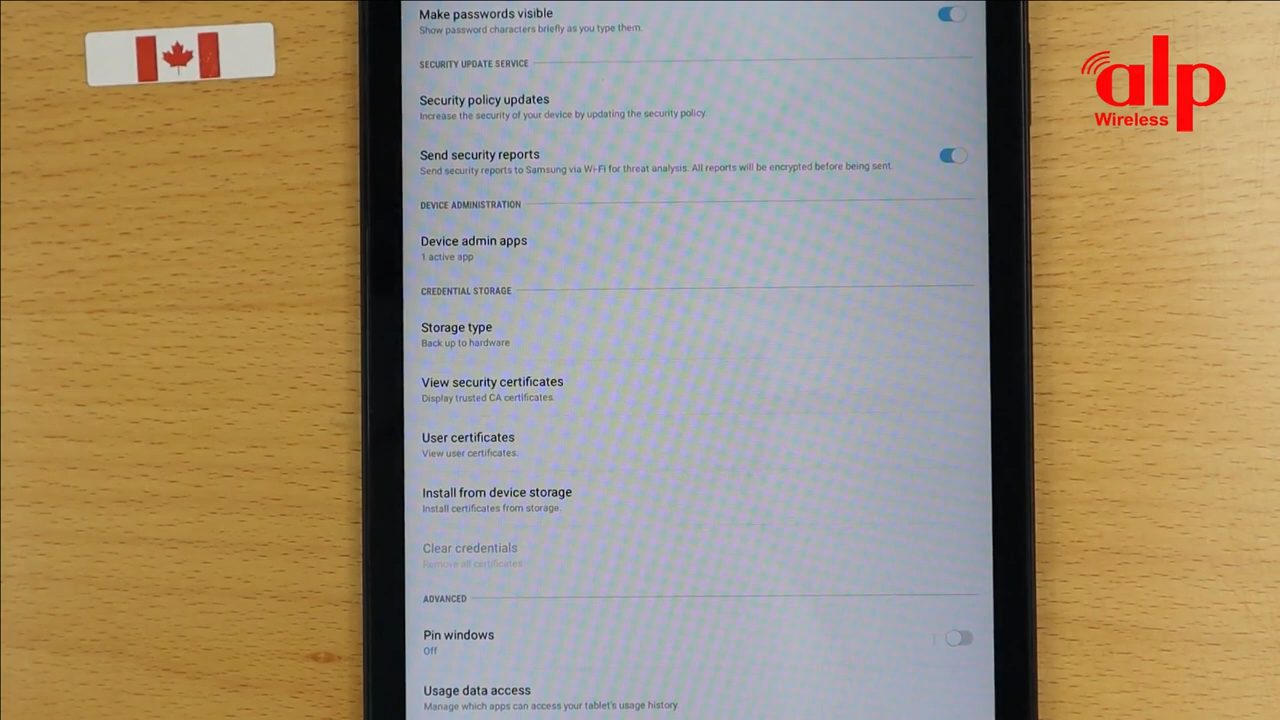 Make passwords visible
Show password characters briefly as you type them.
SECURITY UPDATE SERVICE
Security policy updates
Increase the security of your device by updating the security policy.
Send security reports
Send security reports to Samsung via Wi-Fi for threat analysis. All reports will be encrypted before being sent.
DEVICE ADMINISTRATION
Device admin apps
1 active app
CREDENTIAL STORAGE
Storage type
Back up to hardware
View security certificates
Display trusted CA certificates.
User certificates
View user certificates.
Install from device storage
Install certificates from storage.
Clear credentials
Remove all certificates
ADVANCED
Pin windows
Off
Usage data access
Manage which apps can access your tablet's usage history.
alp
Wireless